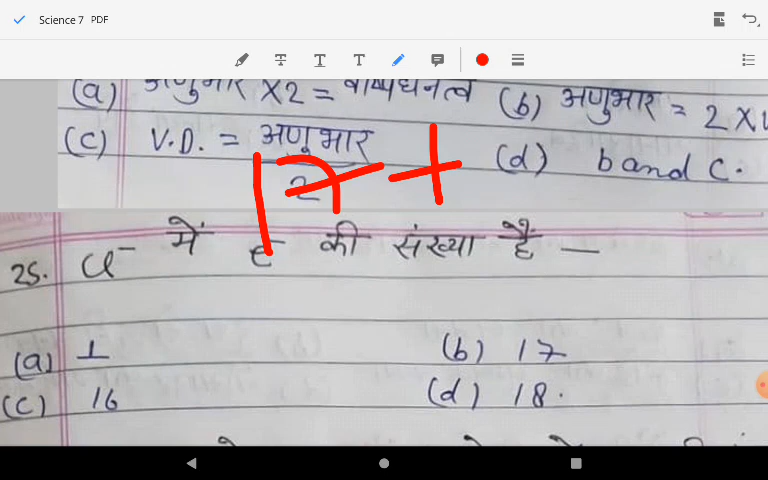 Science 7 PDF
(a) अणुभार X2 = वाष्पघनत्व (b) अणुभार = 2 X
(c) V.D. = अणुभार / 2 (d) b and c.
17 +
25. Cl⁻ में e⁻ की संख्या है —
(a) 1 (b) 17
(c) 16 (d) 18.